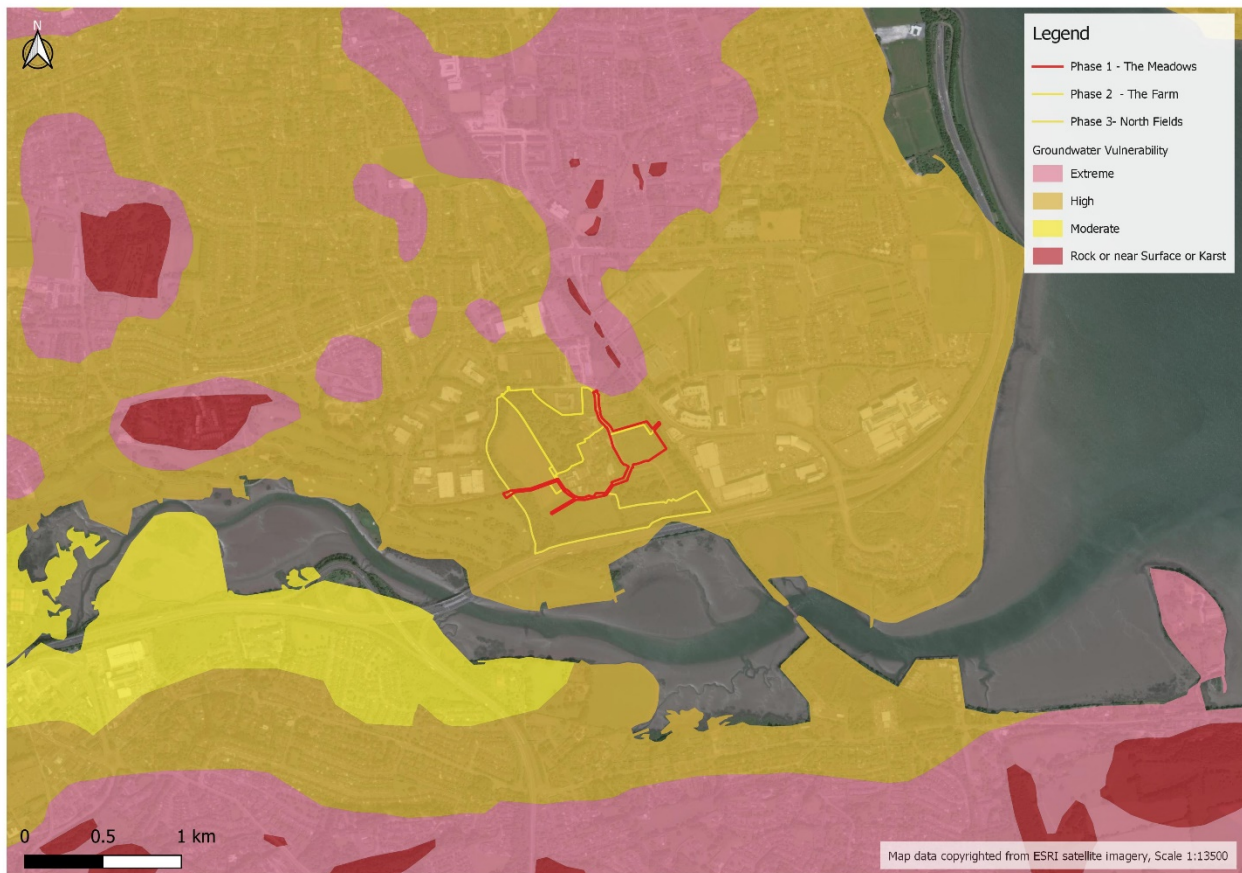 N
Legend
Phase 1 - The Meadows
Phase 2 - The Farm
Phase 3- North Fields
Groundwater Vulnerability
Extreme
High
Moderate
Rock or near Surface or Karst
0 0.5 1 km
Map data copyrighted from ESRI satellite imagery, Scale 1:13500